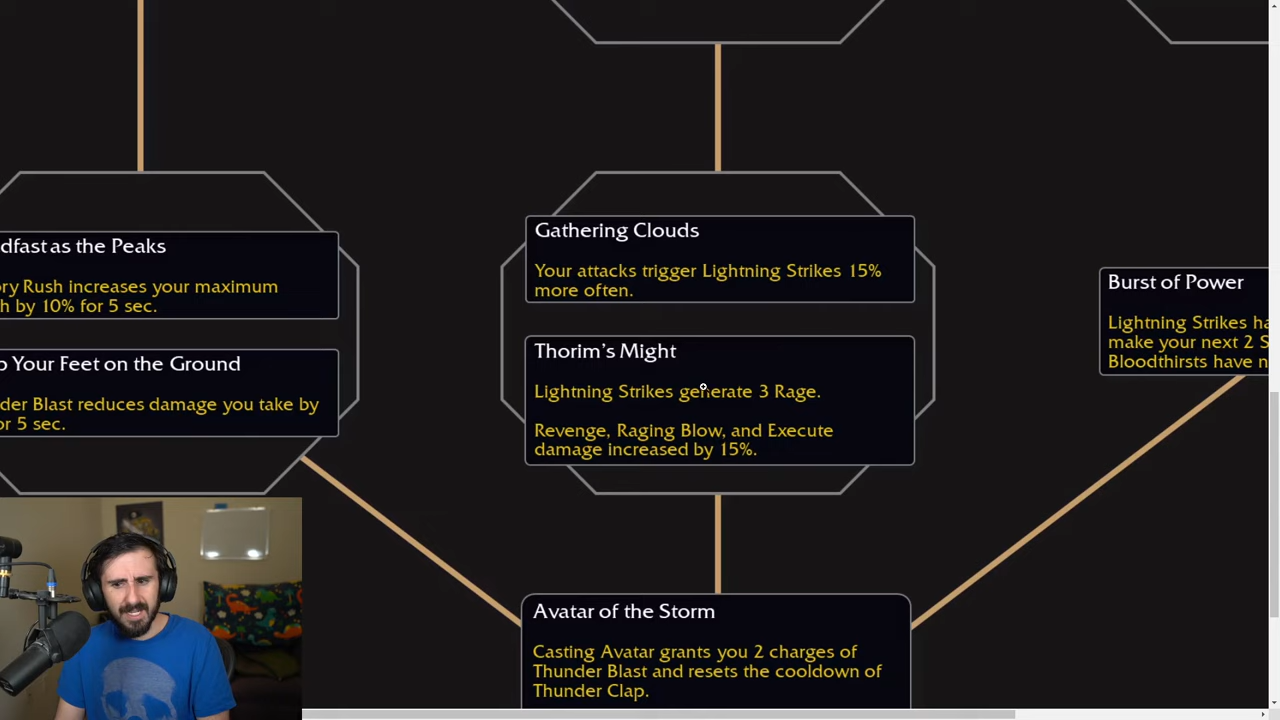 dfast as the Peaks
ory Rush increases your maximum
h by 10% for 5 sec.
p Your Feet on the Ground
der Blast reduces damage you take by
or 5 sec.
Gathering Clouds
Your attacks trigger Lightning Strikes 15%
more often.
Thorim's Might
Lightning Strikes generate 3 Rage.
Revenge, Raging Blow, and Execute
damage increased by 15%.
Burst of Power
Lightning Strikes ha
make your next 2 S
Bloodthirsts have n
Avatar of the Storm
Casting Avatar grants you 2 charges of
Thunder Blast and resets the cooldown of
Thunder Clap.